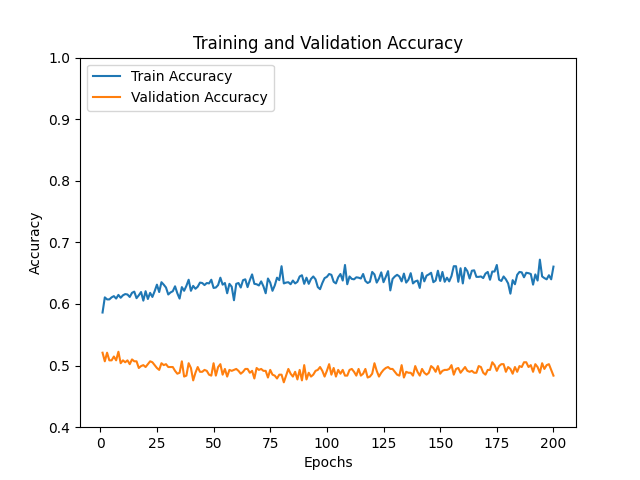 Training and Validation Accuracy
Train Accuracy
Validation Accuracy
Accuracy
1.0
0.9
0.8
0.7
0.6
0.5
0.4
0 25 50 75 100 125 150 175 200
Epochs